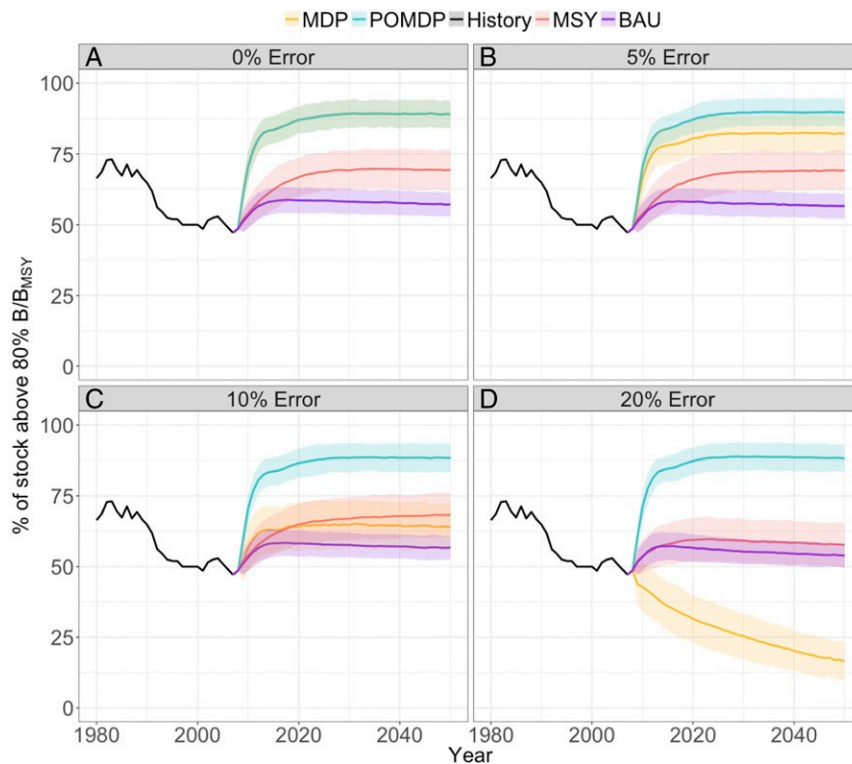 MDP POMDP History MSY BAU
A 0% Error B 5% Error
100
75
50
25
0
C 10% Error D 20% Error
100
75
50
25
0
% of stock above 80% B/BMSY
1980 2000 2020 2040 1980 2000 2020 2040
Year